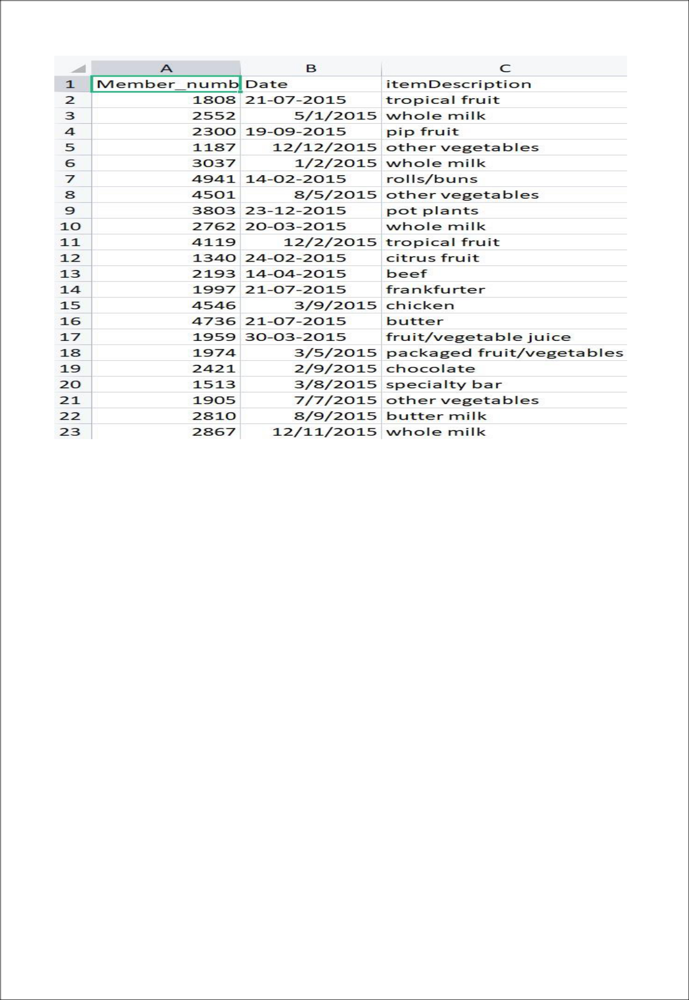 A B C
1 Member_numb Date itemDescription
2 1808 21-07-2015 tropical fruit
3 2552 5/1/2015 whole milk
4 2300 19-09-2015 pip fruit
5 1187 12/12/2015 other vegetables
6 3037 1/2/2015 whole milk
7 4941 14-02-2015 rolls/buns
8 4501 8/5/2015 other vegetables
9 3803 23-12-2015 pot plants
10 2762 20-03-2015 whole milk
11 4119 12/2/2015 tropical fruit
12 1340 24-02-2015 citrus fruit
13 2193 14-04-2015 beef
14 1997 21-07-2015 frankfurter
15 4546 3/9/2015 chicken
16 4736 21-07-2015 butter
17 1959 30-03-2015 fruit/vegetable juice
18 1974 3/5/2015 packaged fruit/vegetables
19 2421 2/9/2015 chocolate
20 1513 3/8/2015 specialty bar
21 1905 7/7/2015 other vegetables
22 2810 8/9/2015 butter milk
23 2867 12/11/2015 whole milk